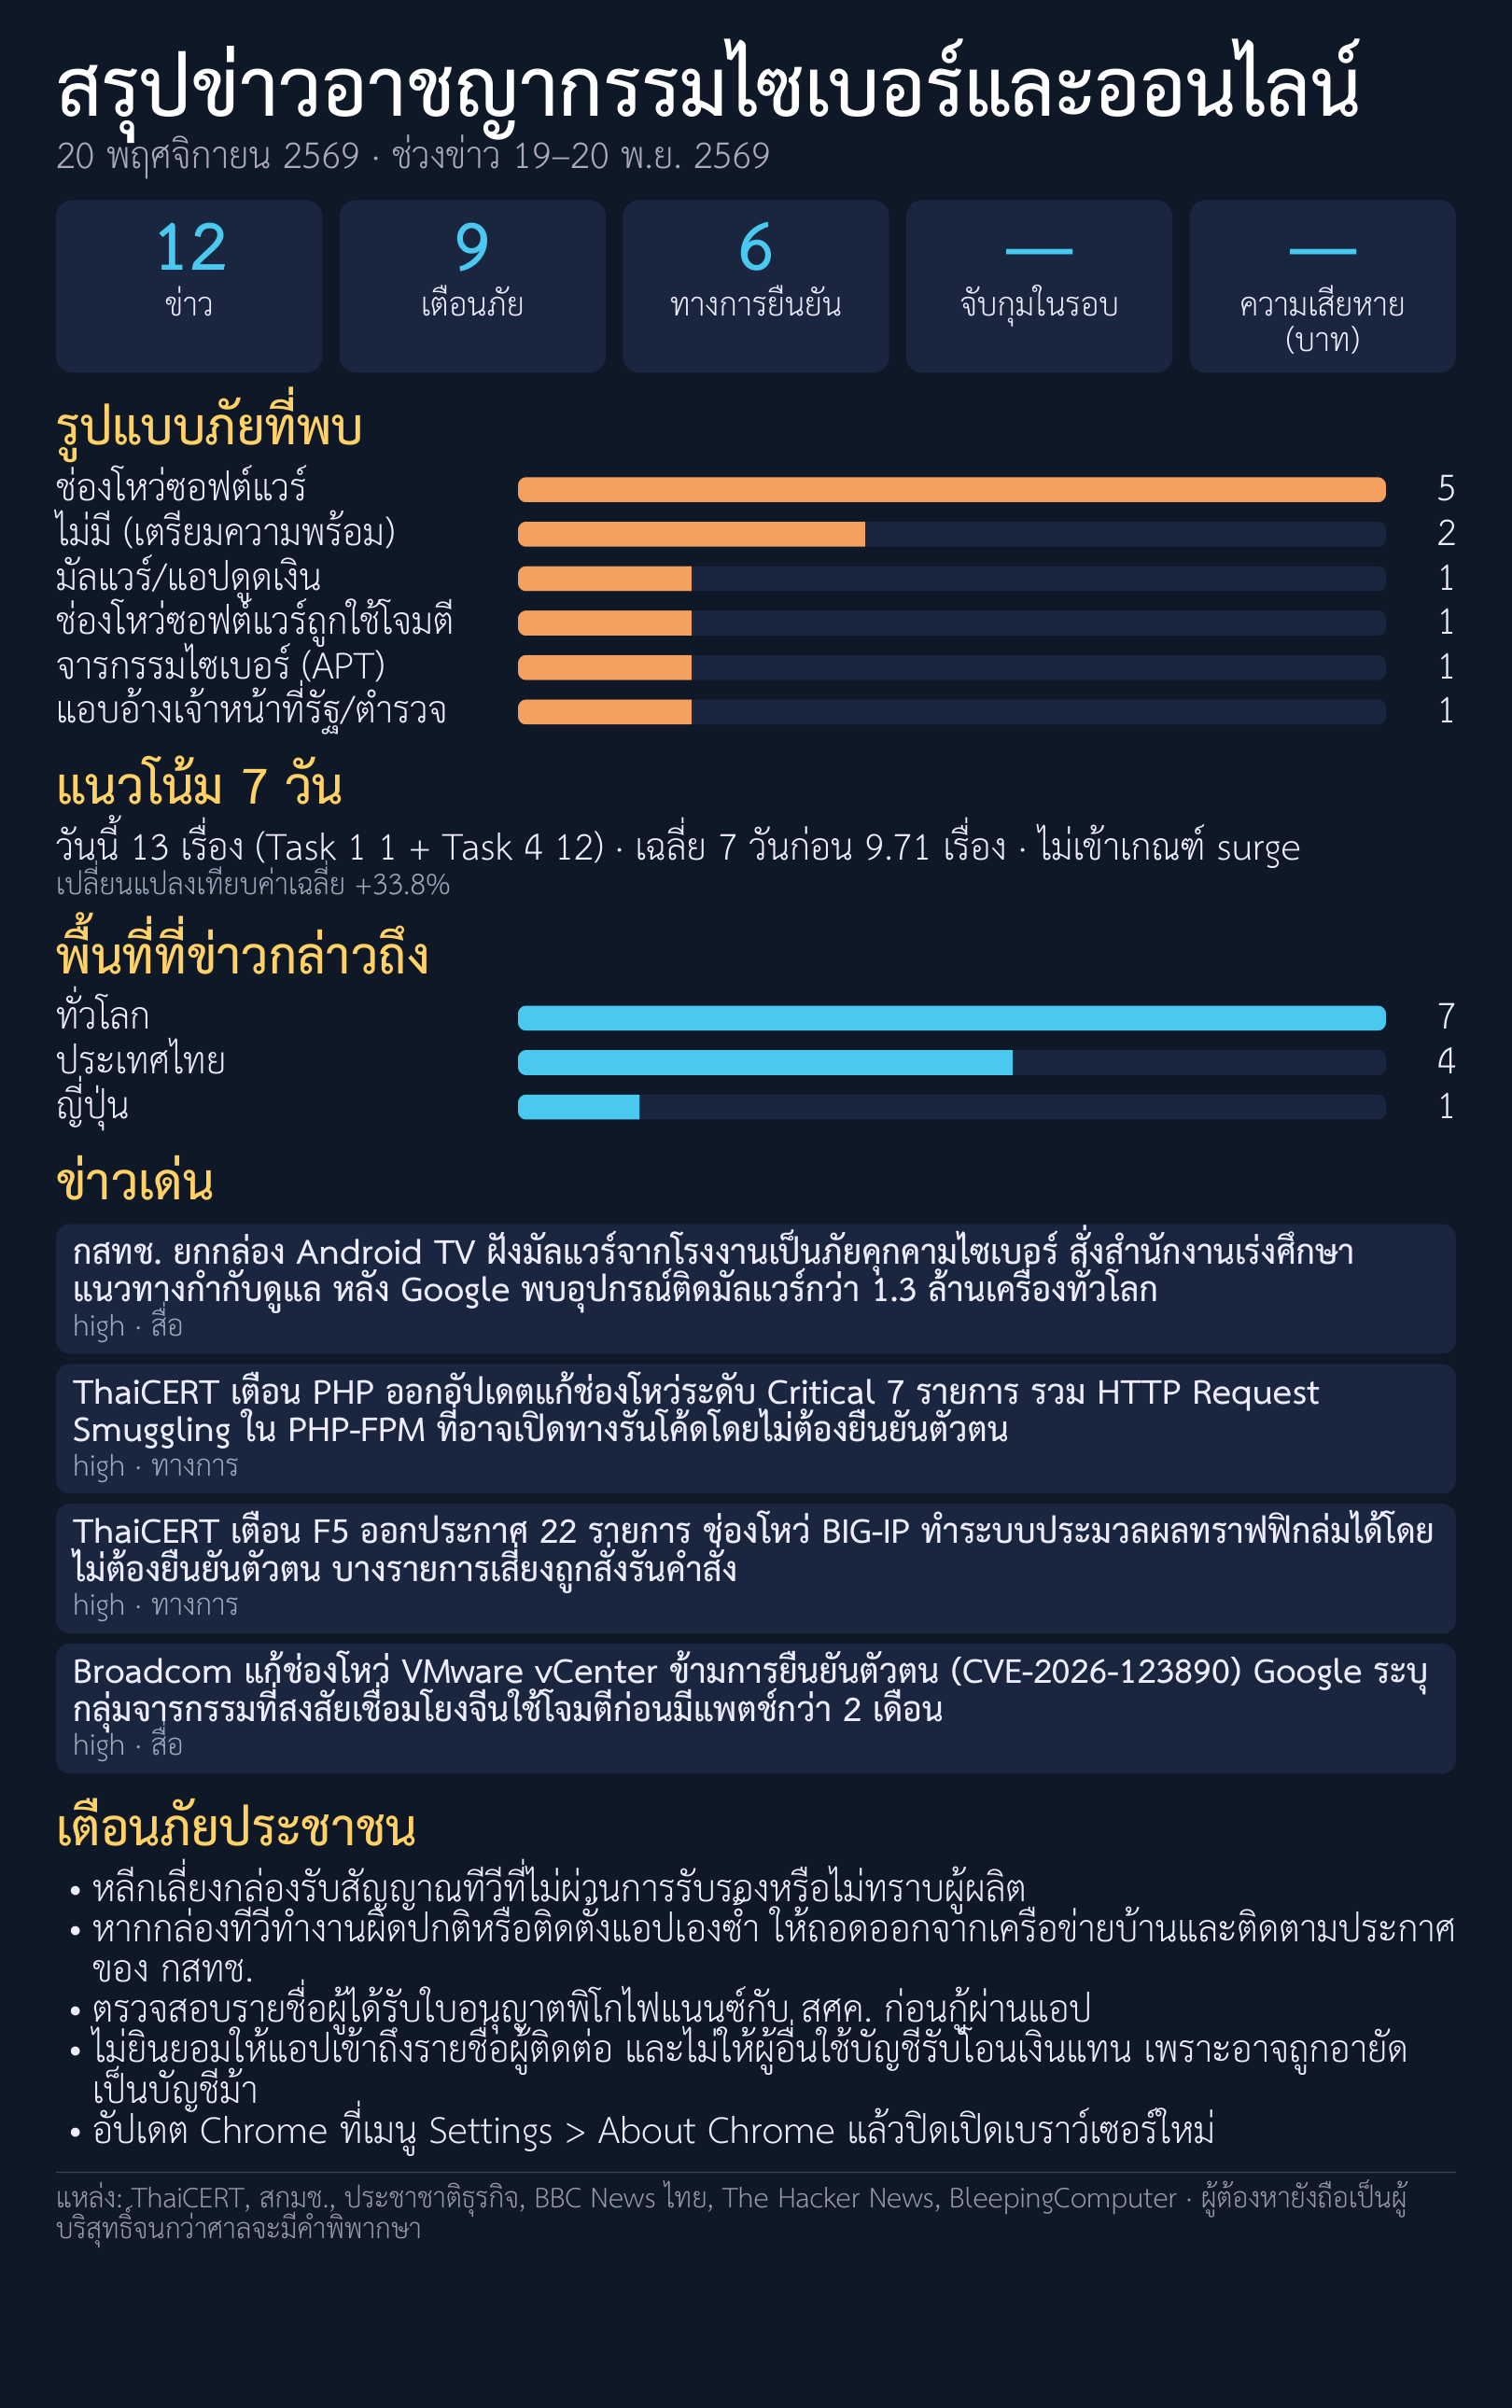 สรุปข่าวอาชญากรรมไซเบอร์และออนไลน์
20 พฤศจิกายน 2569 · ช่วงข่าว 19–20 พ.ย. 2569
12
ข่าว
9
เตือนภัย
6
ทางการยืนยัน
—
จับกุมในรอบ
—
ความเสียหาย
(บาท)
รูปแบบภัยที่พบ
ช่องโหว่ซอฟต์แวร์ 5
ไม่มี (เตรียมความพร้อม) 2
มัลแวร์/แอปดูดเงิน 1
ช่องโหว่ซอฟต์แวร์ถูกใช้โจมตี 1
จารกรรมไซเบอร์ (APT) 1
แอบอ้างเจ้าหน้าที่รัฐ/ตำรวจ 1
แนวโน้ม 7 วัน
วันนี้ 13 เรื่อง (Task 1 1 + Task 4 12) · เฉลี่ย 7 วันก่อน 9.71 เรื่อง · ไม่เข้าเกณฑ์ surge
เปลี่ยนแปลงเทียบค่าเฉลี่ย +33.8%
พื้นที่ที่ข่าวกล่าวถึง
ทั่วโลก 7
ประเทศไทย 4
ญี่ปุ่น 1
ข่าวเด่น
กสทช. ยกกล่อง Android TV ฝังมัลแวร์จากโรงงานเป็นภัยคุกคามไซเบอร์ สั่งสำนักงานเร่งศึกษา
แนวทางกำกับดูแล หลัง Google พบอุปกรณ์ติดมัลแวร์กว่า 1.3 ล้านเครื่องทั่วโลก
high · สื่อ
ThaiCERT เตือน PHP ออกอัปเดตแก้ช่องโหว่ระดับ Critical 7 รายการ รวม HTTP Request
Smuggling ใน PHP-FPM ที่อาจเปิดทางรันโค้ดโดยไม่ต้องยืนยันตัวตน
high · ทางการ
ThaiCERT เตือน F5 ออกประกาศ 22 รายการ ช่องโหว่ BIG-IP ทำระบบประมวลผลทราฟฟิกล่มได้โดย
ไม่ต้องยืนยันตัวตน บางรายการเสี่ยงถูกสั่งรันคำสั่ง
high · ทางการ
Broadcom แก้ช่องโหว่ VMware vCenter ข้ามการยืนยันตัวตน (CVE-2026-123890) Google ระบุ
กลุ่มจารกรรมที่สงสัยเชื่อมโยงจีนใช้โจมตีก่อนมีแพตช์กว่า 2 เดือน
high · สื่อ
เตือนภัยประชาชน
• หลีกเลี่ยงกล่องรับสัญญาณทีวีที่ไม่ผ่านการรับรองหรือไม่ทราบผู้ผลิต
• หากกล่องทีวีทำงานผิดปกติหรือติดตั้งแอปเองซ้ำ ให้ถอดออกจากเครือข่ายบ้านและติดตามประกาศ
ของ กสทช.
• ตรวจสอบรายชื่อผู้ได้รับใบอนุญาตพิโกไฟแนนซ์กับ สศค. ก่อนกู้ผ่านแอป
• ไม่ยินยอมให้แอปเข้าถึงรายชื่อผู้ติดต่อ และไม่ให้ผู้อื่นใช้บัญชีรับโอนเงินแทน เพราะอาจถูกอายัด
เป็นบัญชีม้า
• อัปเดต Chrome ที่เมนู Settings > About Chrome แล้วปิดเปิดเบราว์เซอร์ใหม่
แหล่ง: ThaiCERT, สกมช., ประชาชาติธุรกิจ, BBC News ไทย, The Hacker News, BleepingComputer · ผู้ต้องหายังถือเป็นผู้
บริสุทธิ์จนกว่าศาลจะมีคำพิพากษา